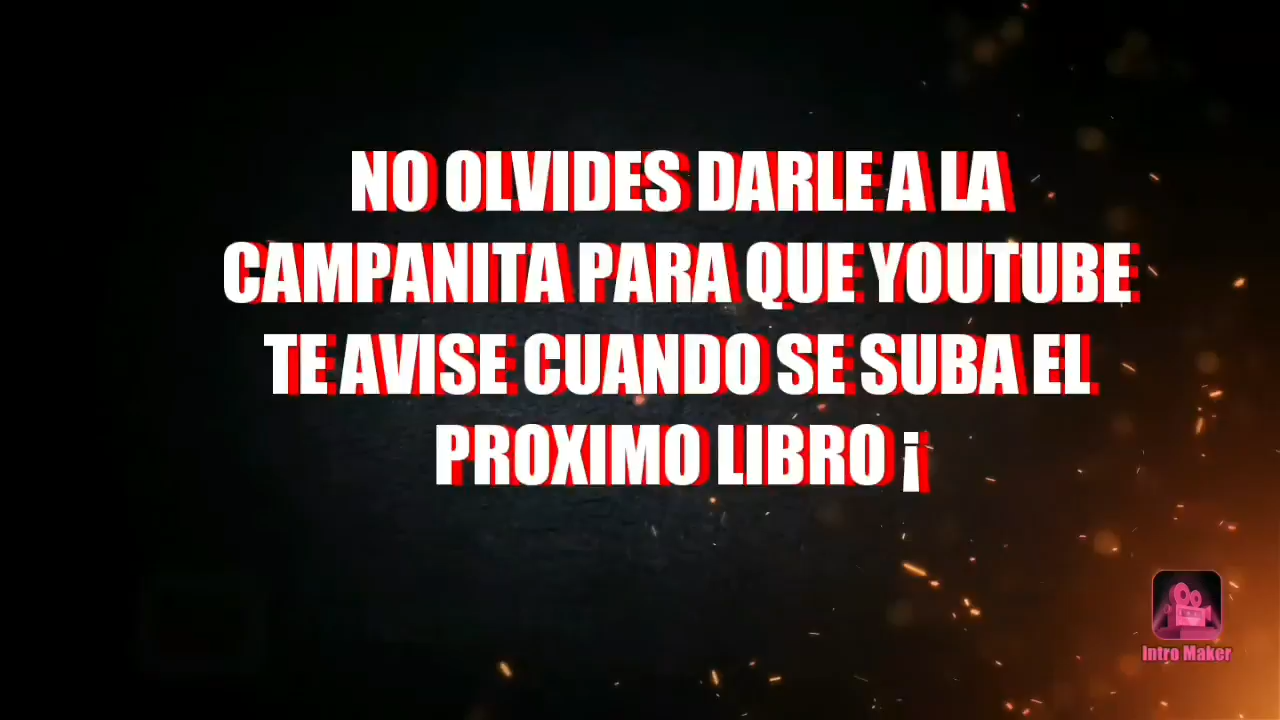 NO OLVIDES DARLE A LA
CAMPANITA PARA QUE YOUTUBE
TE AVISE CUANDO SE SUBA EL
PROXIMO LIBRO ¡
Intro Maker